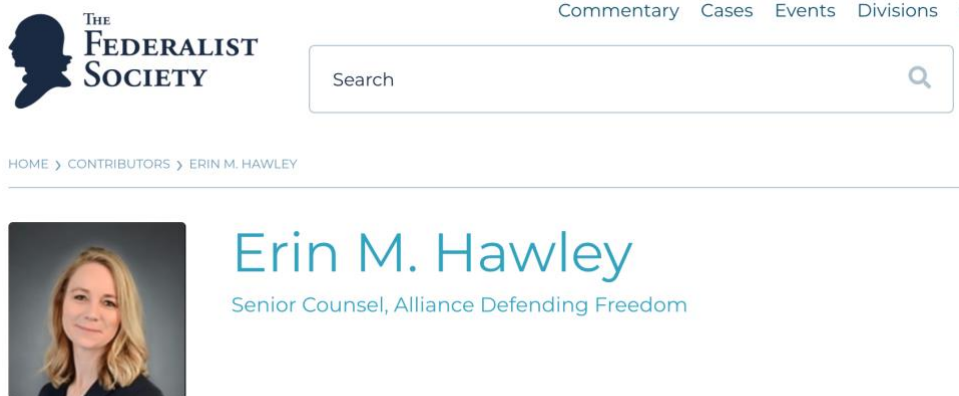 Commentary Cases Events Divisions
THE
FEDERALIST
SOCIETY
Search
HOME ❯ CONTRIBUTORS ❯ ERIN M. HAWLEY
Erin M. Hawley
Senior Counsel, Alliance Defending Freedom